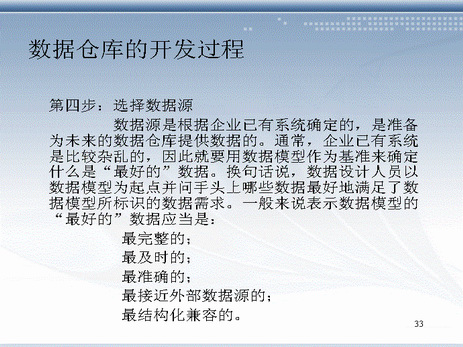 数据仓库的开发过程
第四步：选择数据源
数据源是根据企业已有系统确定的，是准备
为未来的数据仓库提供数据的。通常，企业已有系统
是比较杂乱的，因此就要用数据模型作为基准来确定
什么是“最好的”数据。换句话说，数据设计人员以
数据模型为起点并问手头上哪些数据最好地满足了数
据模型所标识的数据需求。一般来说表示数据模型的
“最好的”数据应当是：
最完整的；
最及时的；
最准确的；
最接近外部数据源的；
最结构化兼容的。
33